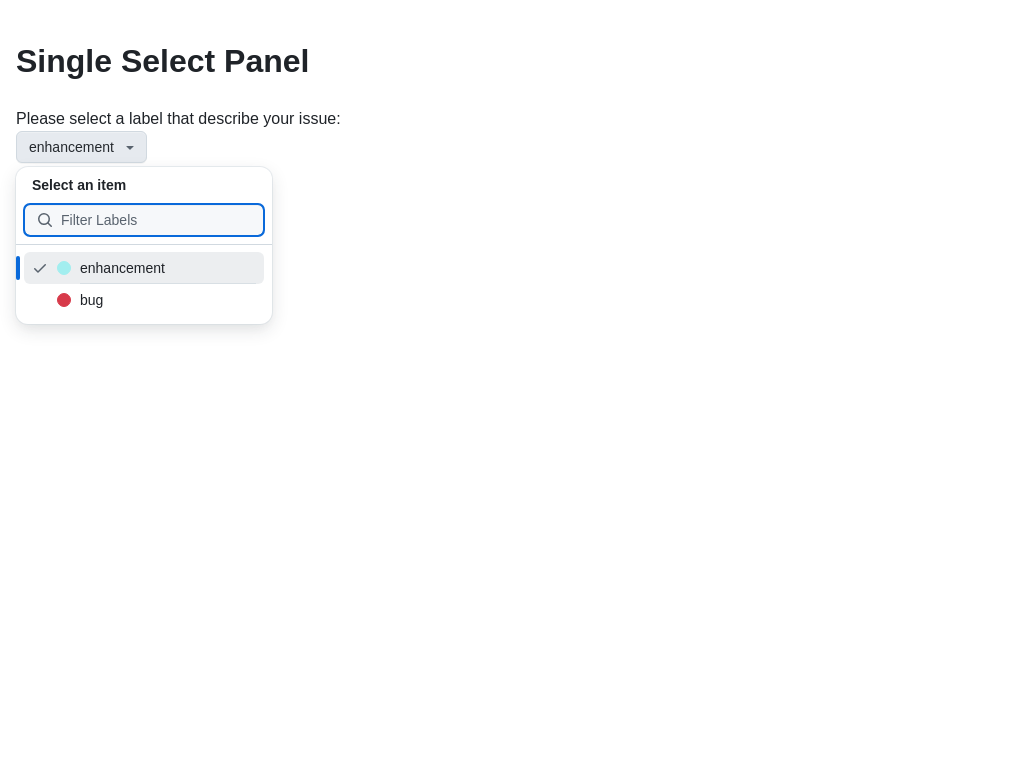 Single Select Panel
Please select a label that describe your issue:
enhancement
Select an item
Filter Labels
enhancement
bug